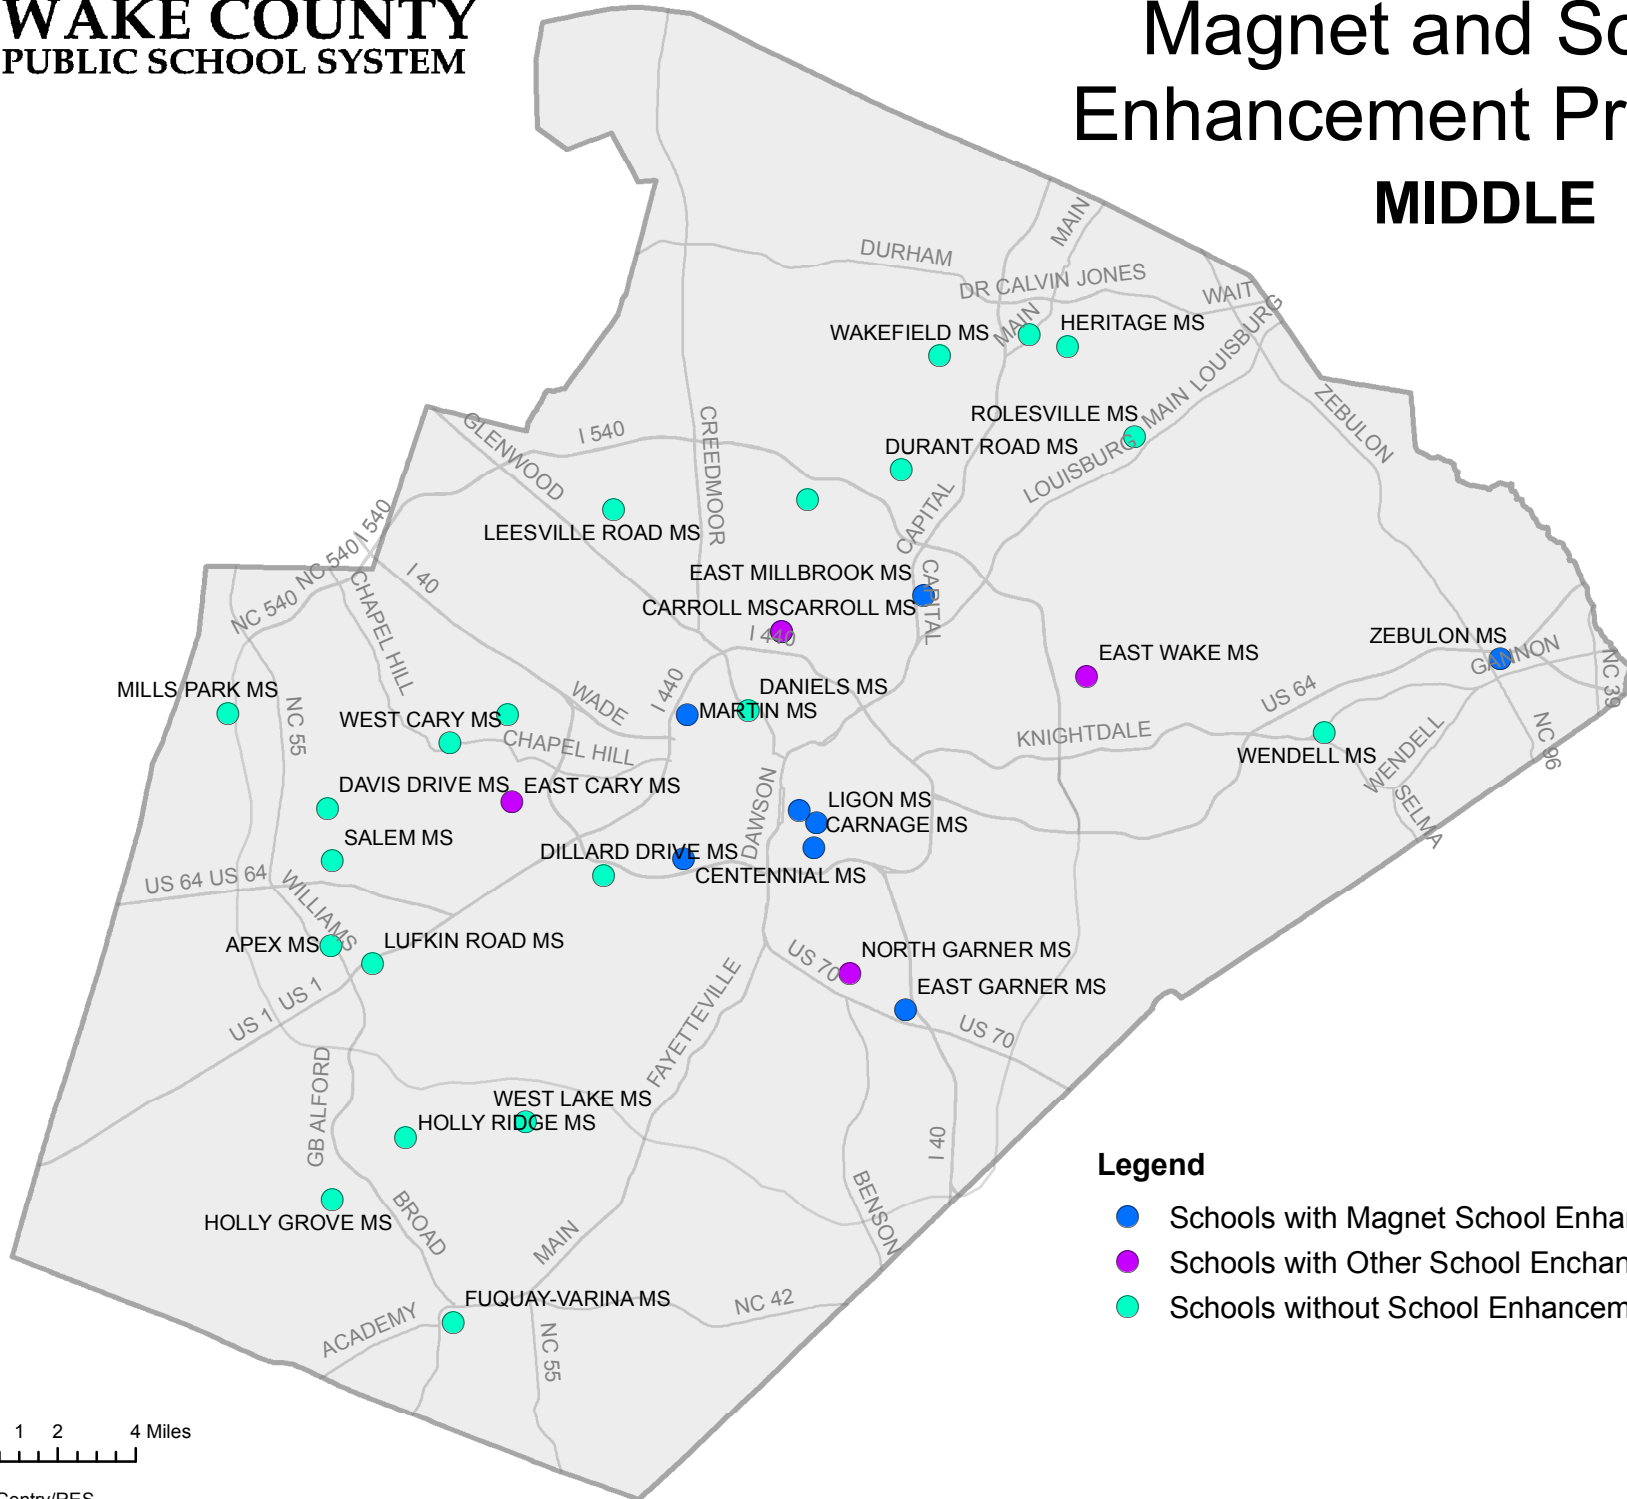 WAKE COUNTY
PUBLIC SCHOOL SYSTEM
Magnet and Sc
Enhancement Pr
MIDDLE
MAIN
DURHAM
DR CALVIN JONES
WAIT
WAKEFIELD MS
MAIN
HERITAGE MS
LOUISBURG
ROLESVILLE MS
MAIN
ZEBULON
GLENWOOD
I 540
CREEDMOOR
DURANT ROAD MS
LOUISBURG
CAPITAL
LEESVILLE ROAD MS
I 540
NC 540
NC 540
I 40
CHAPEL HILL
EAST MILLBROOK MS
CAPITAL
CARROLL MS
CARROLL MS
I 440
EAST WAKE MS
ZEBULON MS
GANNON
NC 39
MILLS PARK MS
NC 55
WADE
I 440
DANIELS MS
MARTIN MS
US 64
WEST CARY MS
CHAPEL HILL
KNIGHTDALE
WENDELL MS
WENDELL
NC 96
DAVIS DRIVE MS
EAST CARY MS
DAWSON
LIGON MS
CARNAGE MS
SELMA
SALEM MS
DILLARD DRIVE MS
CENTENNIAL MS
US 64
US 64
WILLIAMS
APEX MS
LUFKIN ROAD MS
US 70
NORTH GARNER MS
EAST GARNER MS
US 1
US 1
FAYETTEVILLE
US 70
GB ALFORD
WEST LAKE MS
HOLLY RIDGE MS
I 40
HOLLY GROVE MS
BROAD
MAIN
BENSON
FUQUAY-VARINA MS
ACADEMY
NC 55
NC 42
Legend
Schools with Magnet School Enha
Schools with Other School Enchan
Schools without School Enhancem
1 2 4 Miles